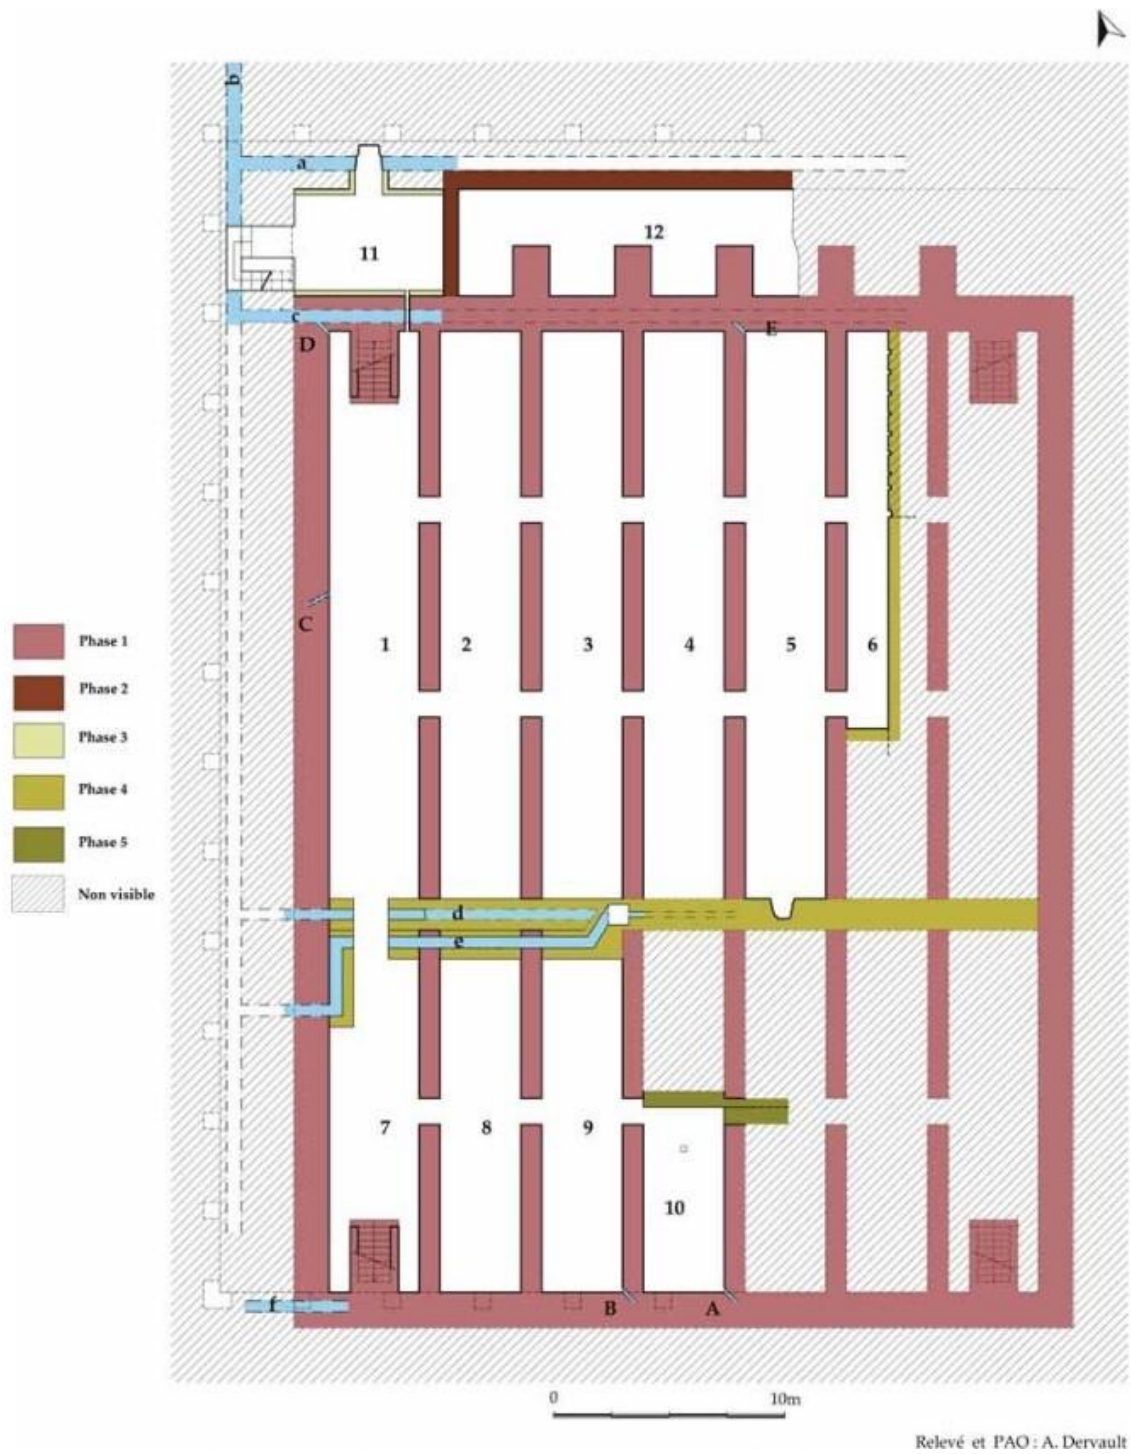 b
a
12
11
c
D
E
C
1
2
3
4
5
6
Phase 1
Phase 2
Phase 3
Phase 4
Phase 5
Non visible
d
e
7
8
9
10
f
B
A
0 10m
Relevé et PAO : A. Dervault